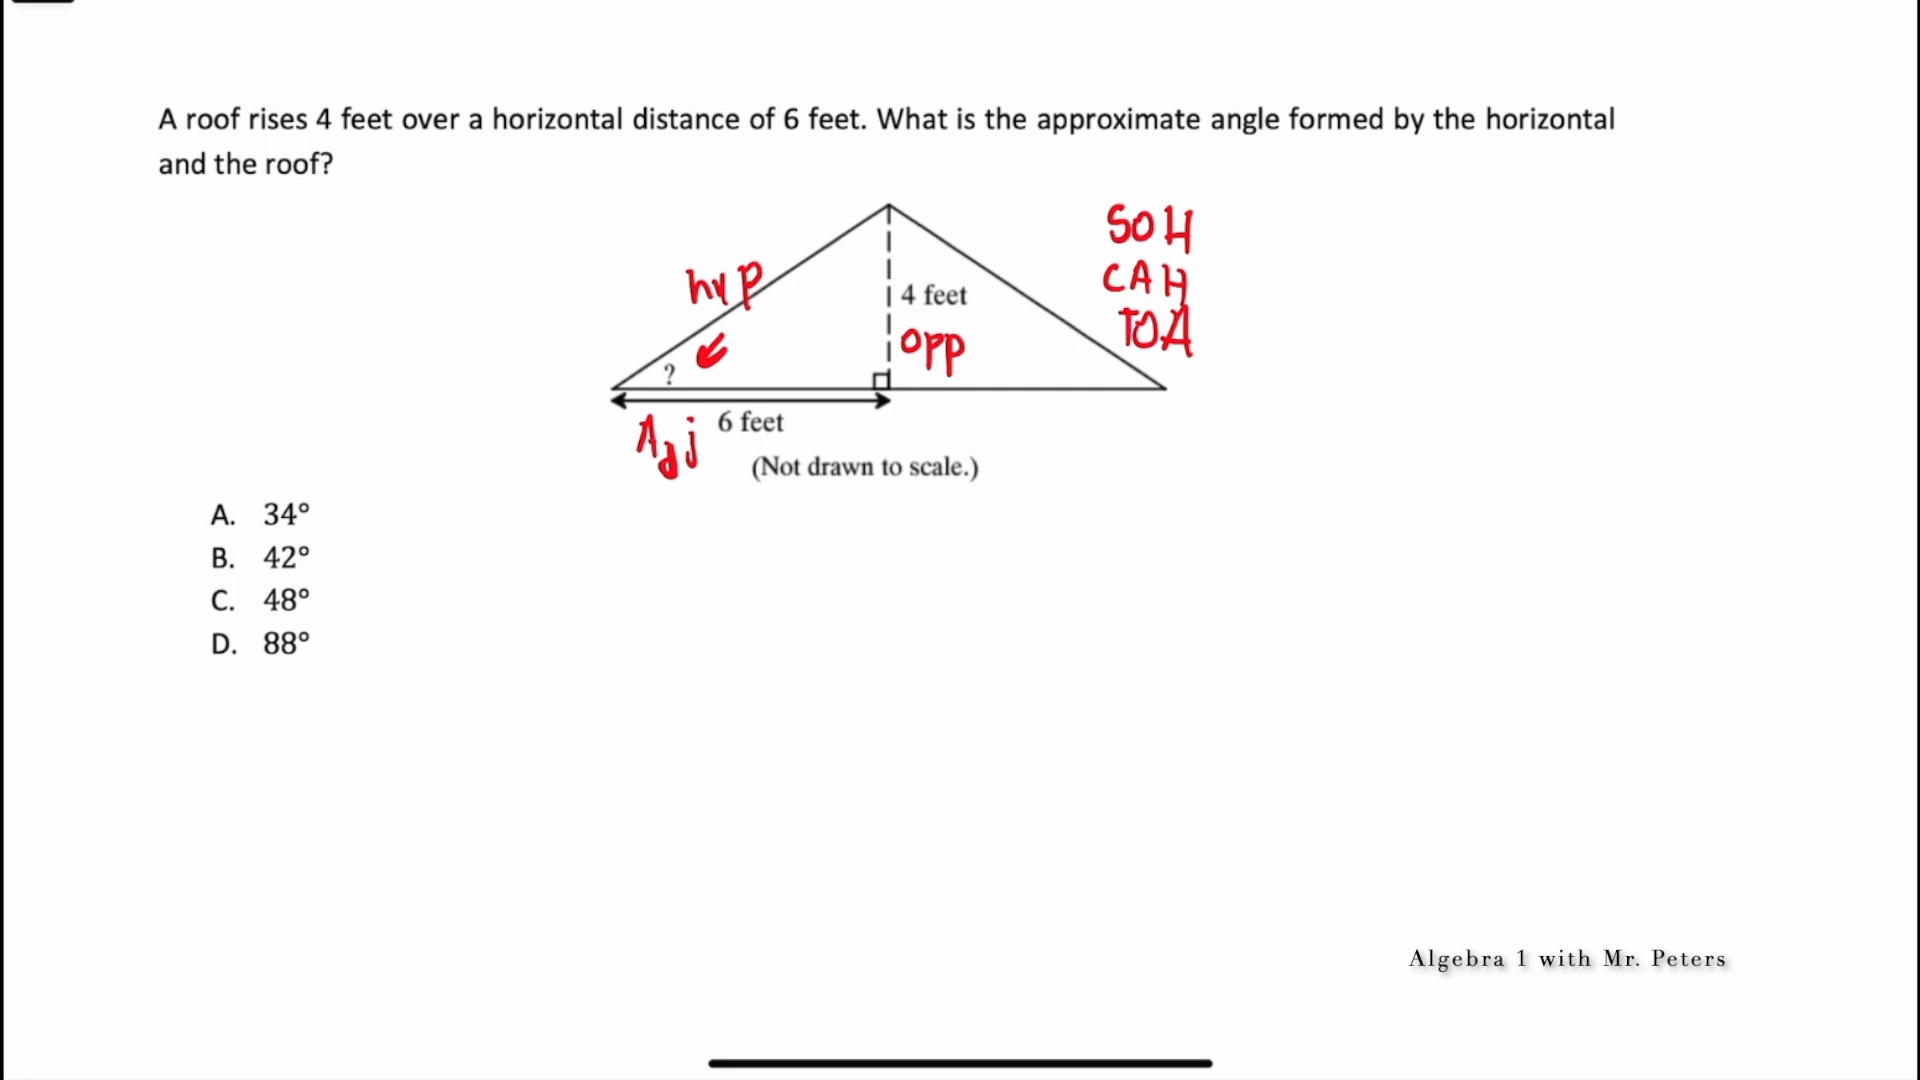 A roof rises 4 feet over a horizontal distance of 6 feet. What is the approximate angle formed by the horizontal
and the roof?
SOH
CAH
TOA
hyp
4 feet
opp
?
6 feet
Adj
(Not drawn to scale.)
A. 34°
B. 42°
C. 48°
D. 88°
Algebra 1 with Mr. Peters